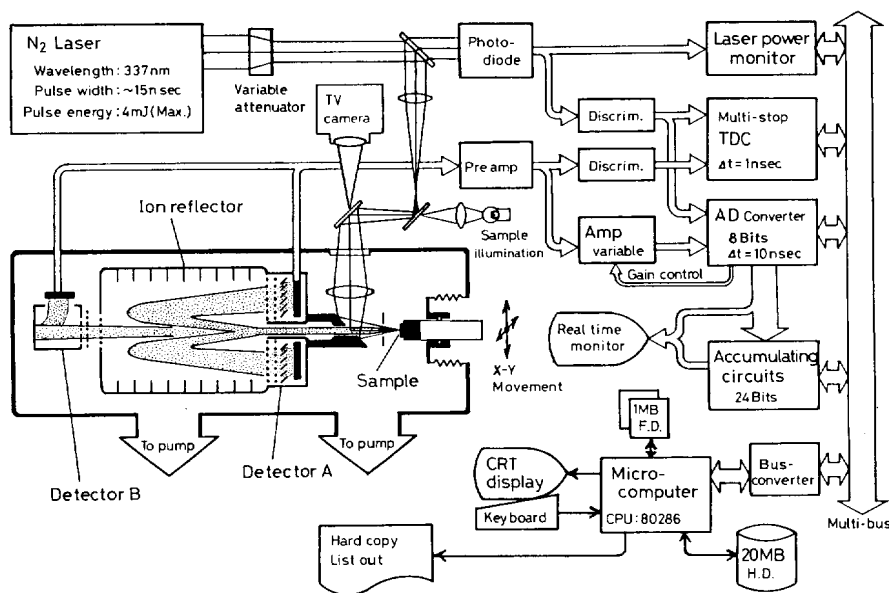 N₂ Laser
Wavelength : 337nm
Pulse width : ~15n sec
Pulse energy : 4mJ(Max.)
Variable
attenuator
Photo-
diode
Laser power
monitor
TV
camera
Discrim.
Multi-stop
TDC
Δt = 1nsec
Pre amp
Discrim.
Ion reflector
Sample
illumination
Amp
variable
AD Converter
8Bits
Δt = 10nsec
Gain control
Real time
monitor
Sample
X-Y
Movement
Accumulating
circuits
24Bits
To pump
To pump
Detector B
Detector A
1MB
F.D.
CRT
display
Keyboard
Micro-
computer
CPU : 80286
Bus-
converter
Multi-bus
Hard copy
List out
20MB
H.D.